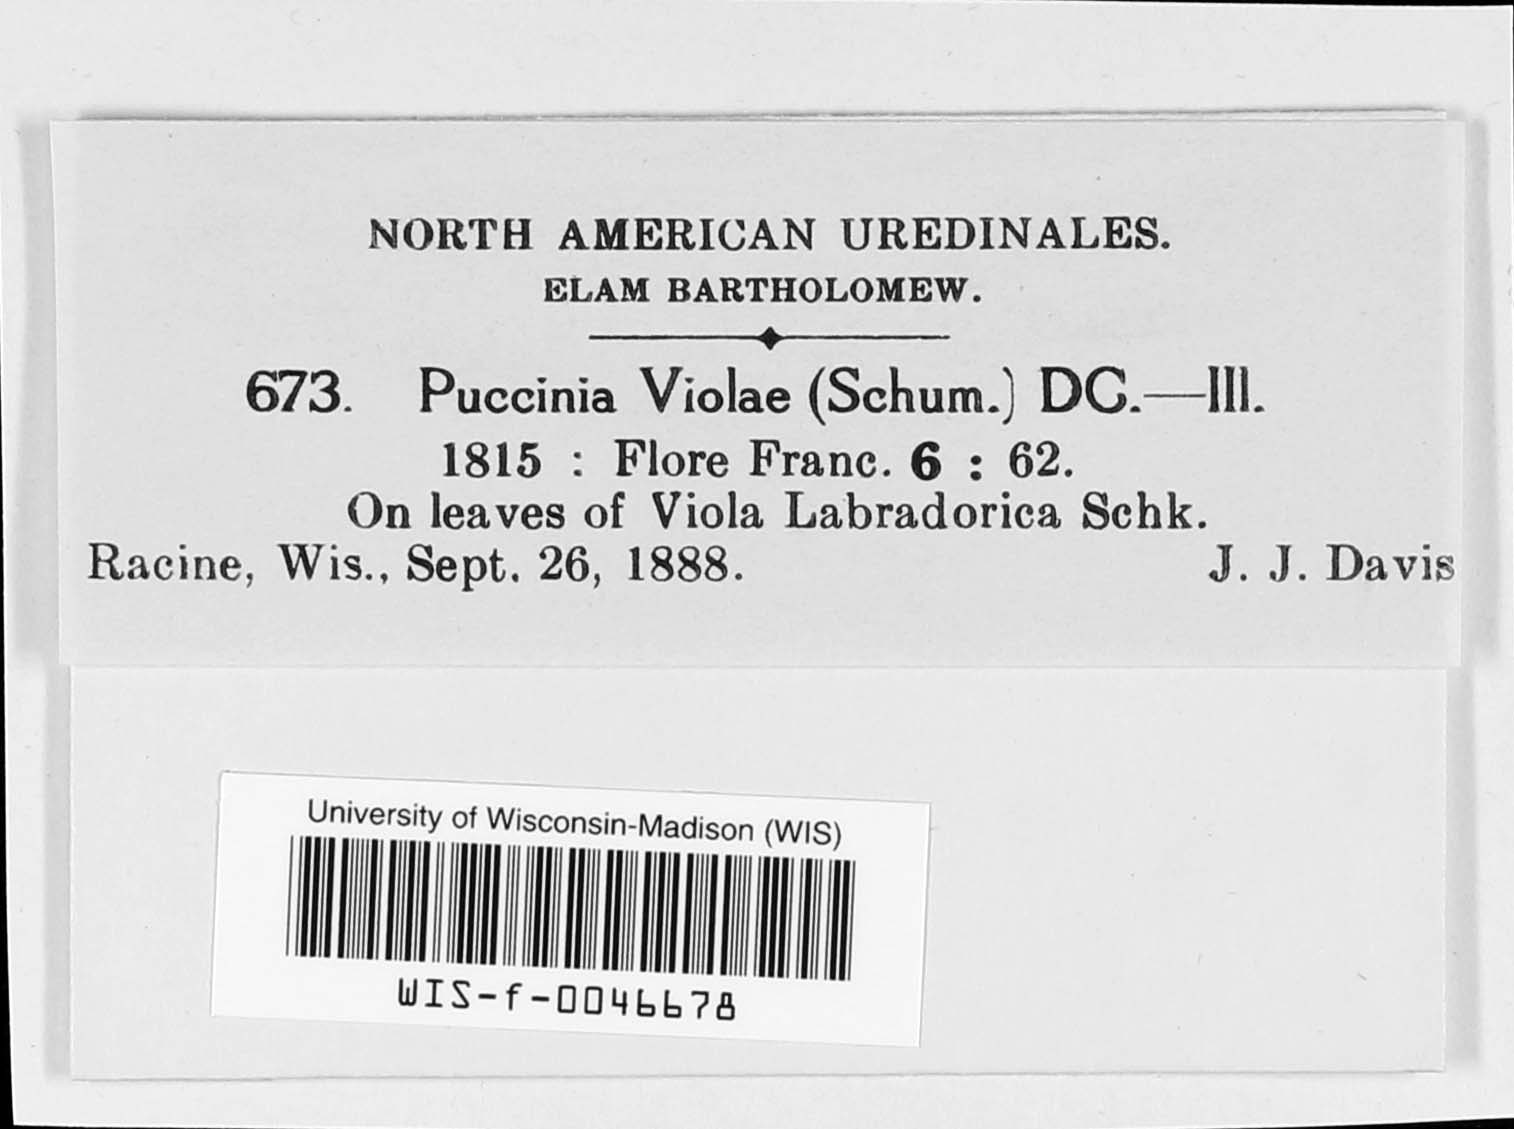 NORTH AMERICAN UREDINALES.
ELAM BARTHOLOMEW.
673. Puccinia Violae (Schum.) DC.—III.
1815 : Flore Franc. 6 : 62.
On leaves of Viola Labradorica Schk.
Racine, Wis., Sept. 26, 1888. J. J. Davis
University of Wisconsin-Madison (WIS)
WIS-f-0046678